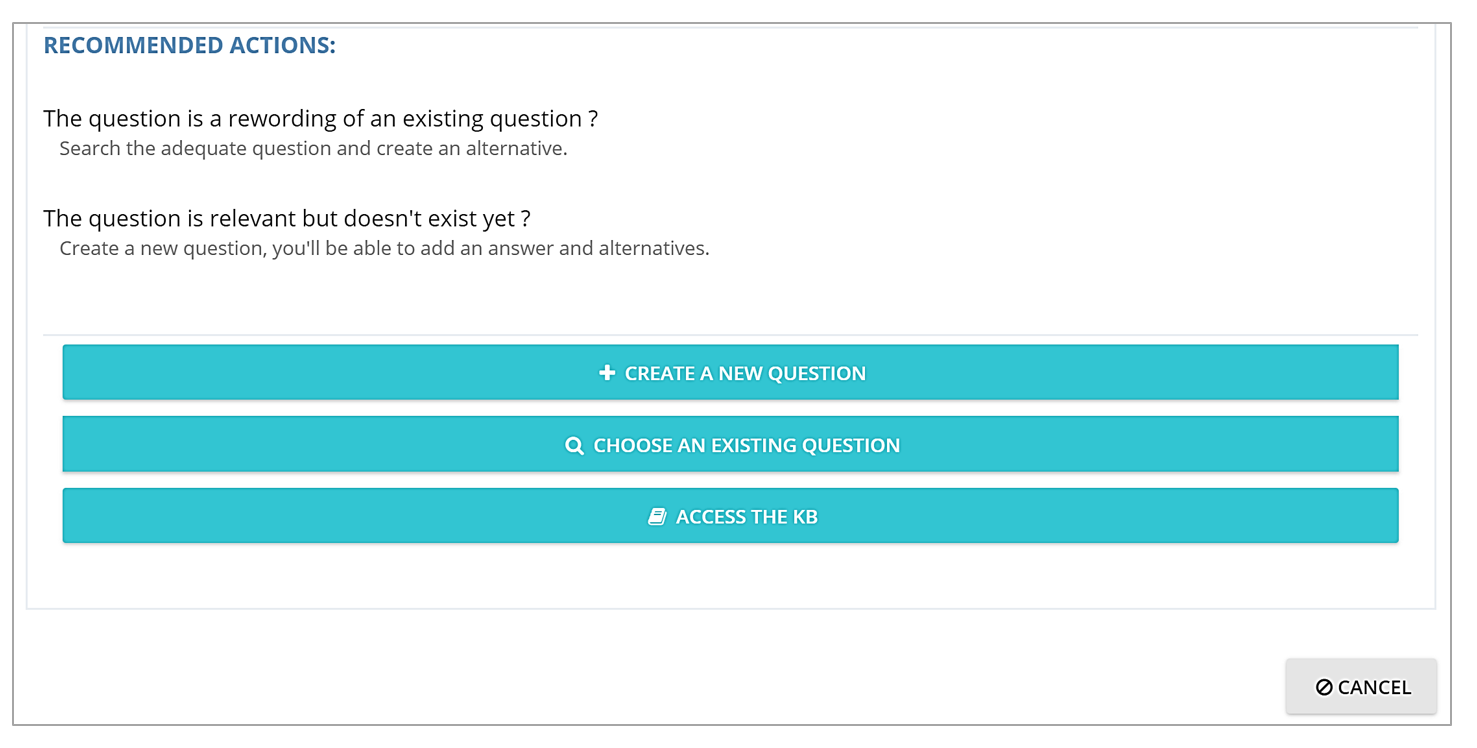 RECOMMENDED ACTIONS:
The question is a rewording of an existing question ?
Search the adequate question and create an alternative.
The question is relevant but doesn't exist yet ?
Create a new question, you'll be able to add an answer and alternatives.
CREATE A NEW QUESTION
CHOOSE AN EXISTING QUESTION
ACCESS THE KB
CANCEL